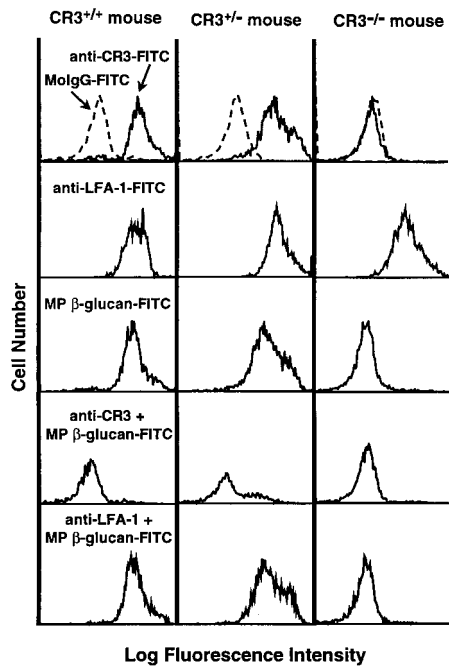 CR3+/+ mouse
CR3+/- mouse
CR3-/- mouse
anti-CR3-FITC
MoIgG-FITC
anti-LFA-1-FITC
MP β-glucan-FITC
anti-CR3 +
MP β-glucan-FITC
anti-LFA-1 +
MP β-glucan-FITC
Cell Number
Log Fluorescence Intensity